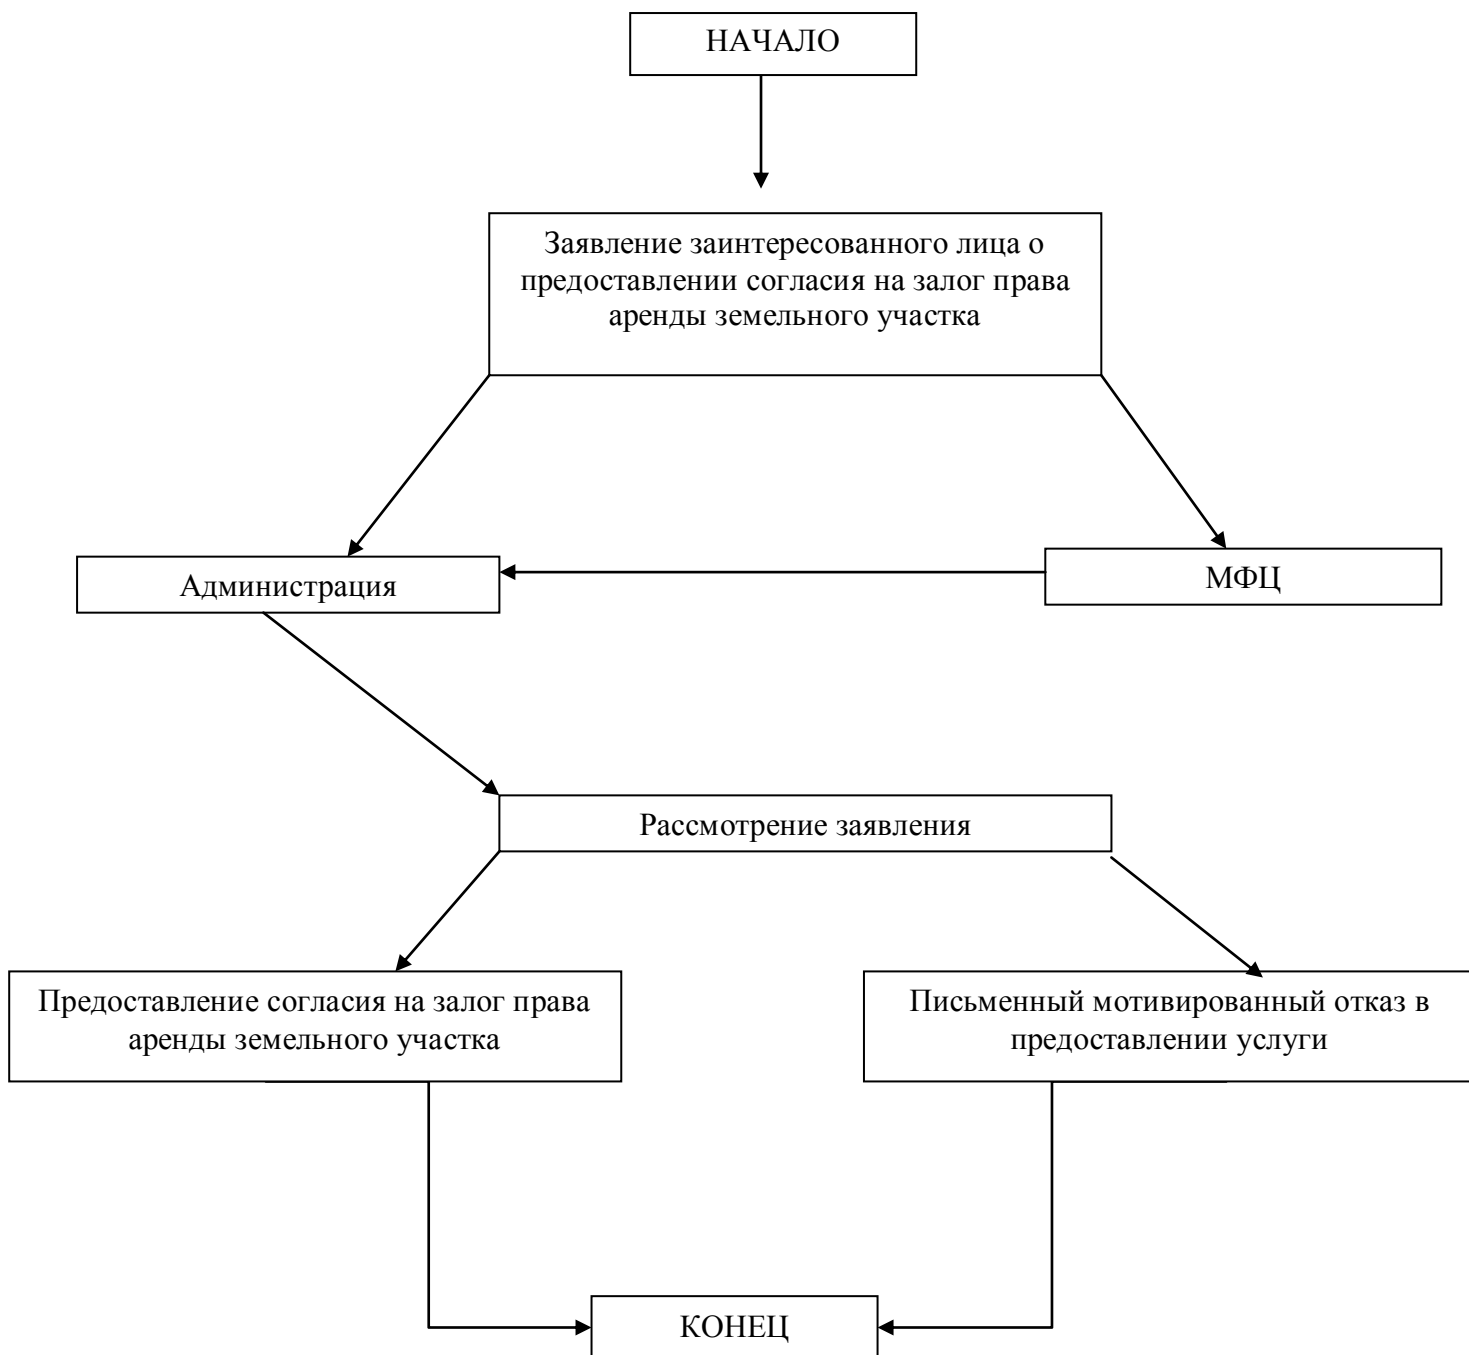 НАЧАЛО
Заявление заинтересованного лица о
предоставлении согласия на залог права
аренды земельного участка
Администрация
МФЦ
Рассмотрение заявления
Предоставление согласия на залог права
аренды земельного участка
Письменный мотивированный отказ в
предоставлении услуги
КОНЕЦ